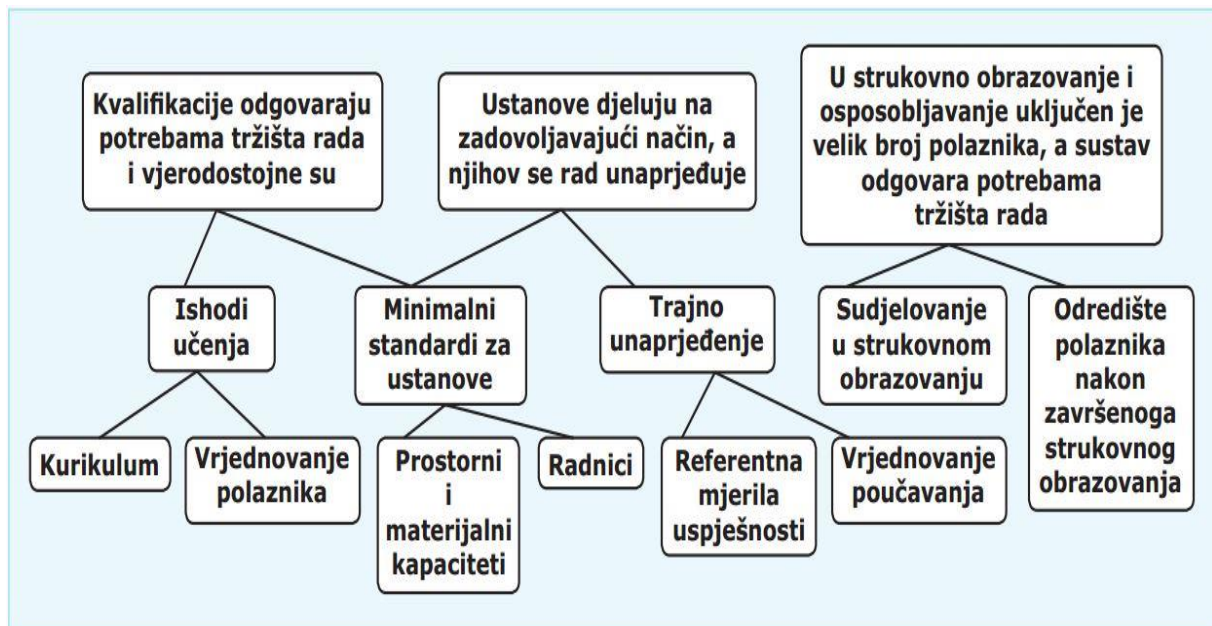 Kvalifikacije odgovaraju
potrebama tržišta rada
i vjerodostojne su
Ustanove djeluju na
zadovoljavajući način, a
njihov se rad unaprjeđuje
U strukovno obrazovanje i
osposobljavanje uključen je
velik broj polaznika, a sustav
odgovara potrebama
tržišta rada
Ishodi
učenja
Minimalni
standardi za
ustanove
Trajno
unaprjeđenje
Sudjelovanje
u strukovnom
obrazovanju
Odredište
polaznika
nakon
završenoga
strukovnog
obrazovanja
Kurikulum
Vrjednovanje
polaznika
Prostorni
i
materijalni
kapaciteti
Radnici
Referentna
mjerila
uspješnosti
Vrjednovanje
poučavanja